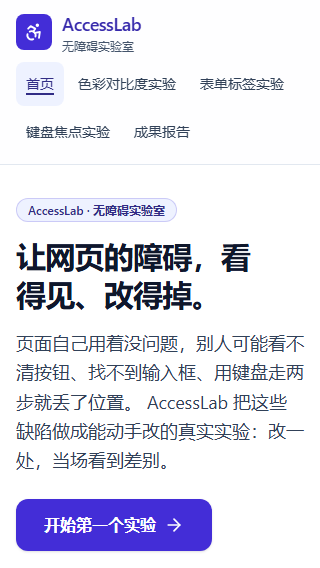 AccessLab
无障碍实验室
首页 色彩对比度实验 表单标签实验
键盘焦点实验 成果报告
AccessLab · 无障碍实验室
让网页的障碍，看
得见、改得掉。
页面自己用着没问题，别人可能看不
清按钮、找不到输入框、用键盘走两
步就丢了位置。 AccessLab 把这些
缺陷做成能动手改的真实实验：改一
处，当场看到差别。
开始第一个实验 →